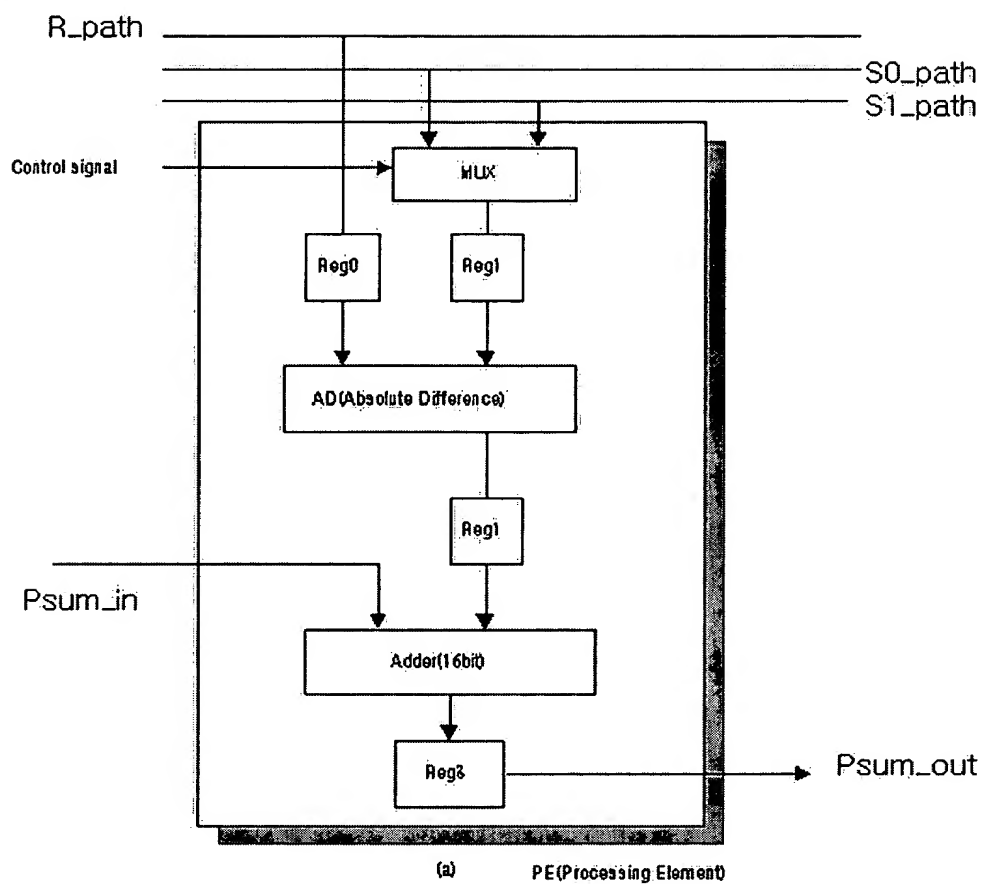 R_path
S0_path
S1_path
Control signal
MUX
Reg0
Reg1
AD(Absolute Difference)
Reg1
Psum_in
Adder(16bit)
Psum_out
(a)
PE(Processing Element)